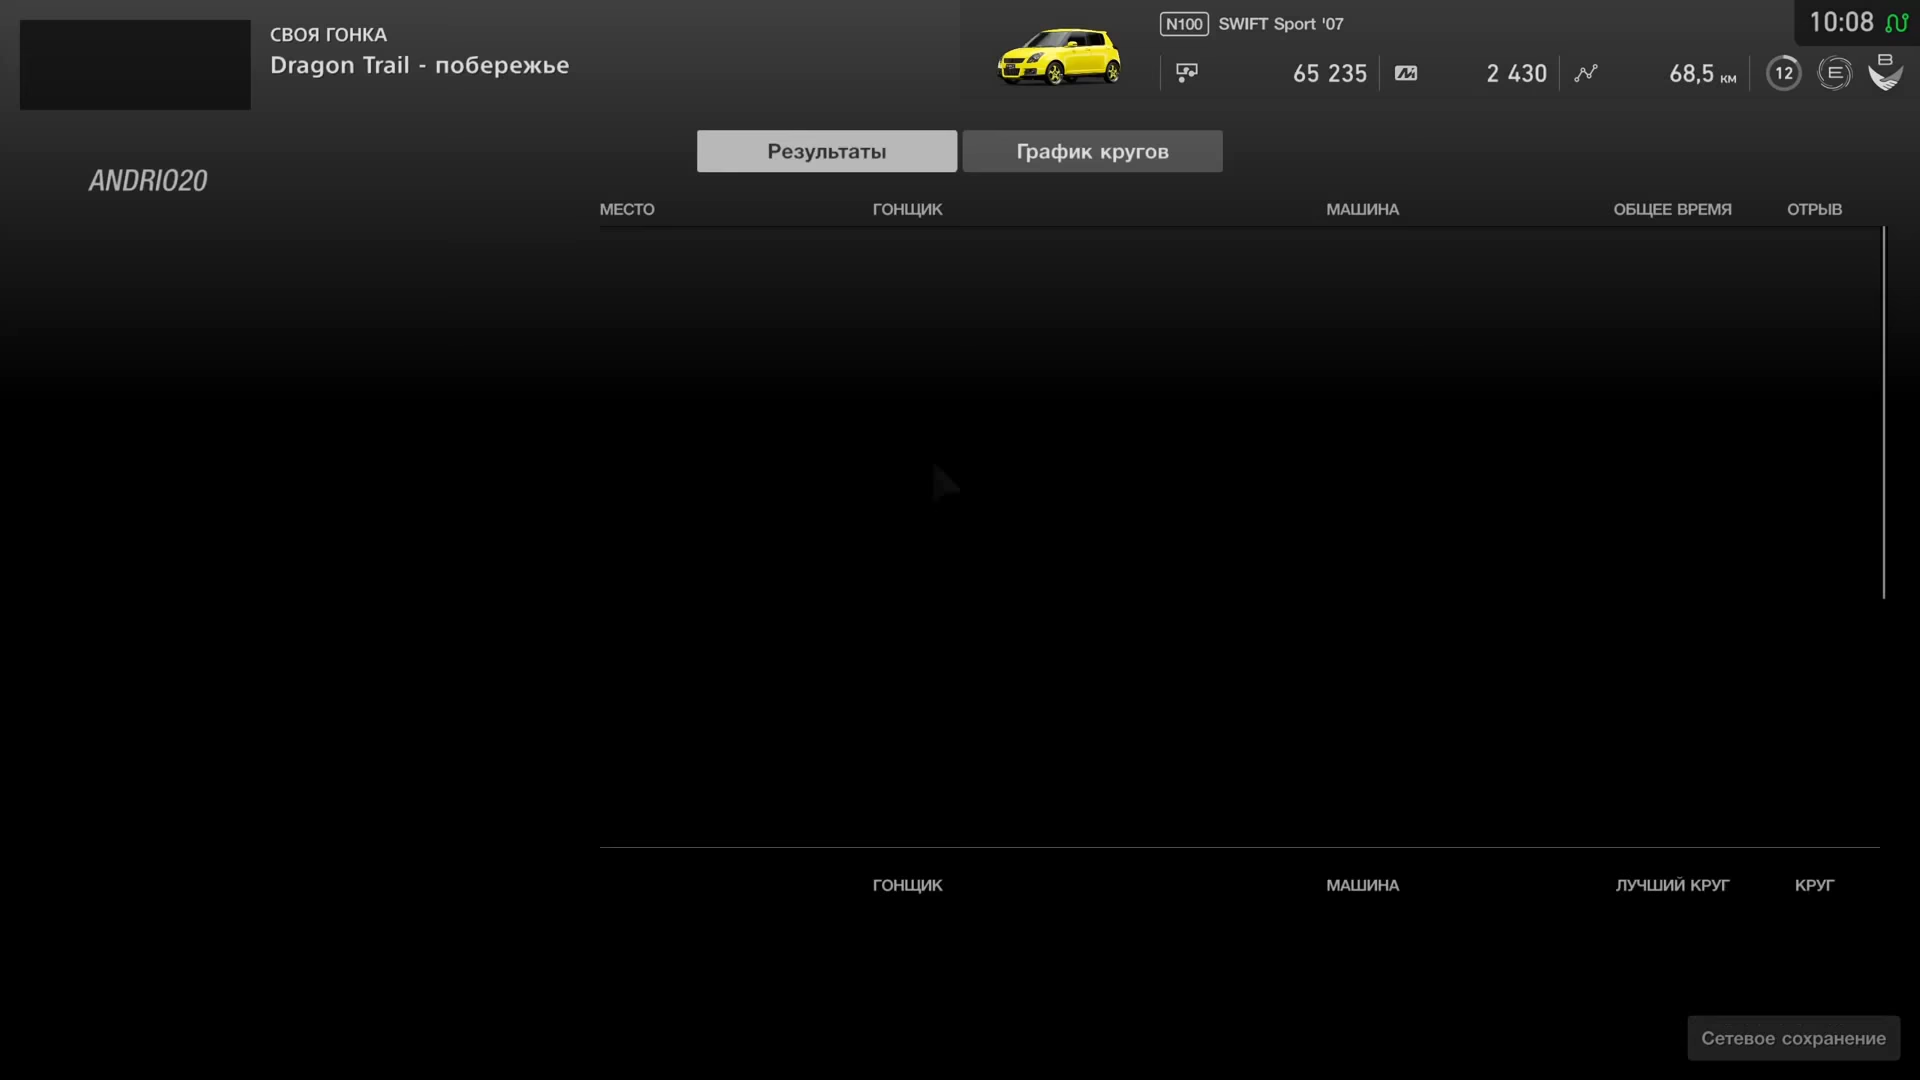 СВОЯ ГОНКА
Dragon Trail - побережье
N100 SWIFT Sport '07
10:08
65 235
2 430
68,5 км
12
E
B
Результаты
График кругов
ANDRIO20
МЕСТО ГОНЩИК МАШИНА ОБЩЕЕ ВРЕМЯ ОТРЫВ
ГОНЩИК МАШИНА ЛУЧШИЙ КРУГ КРУГ
Сетевое сохранение